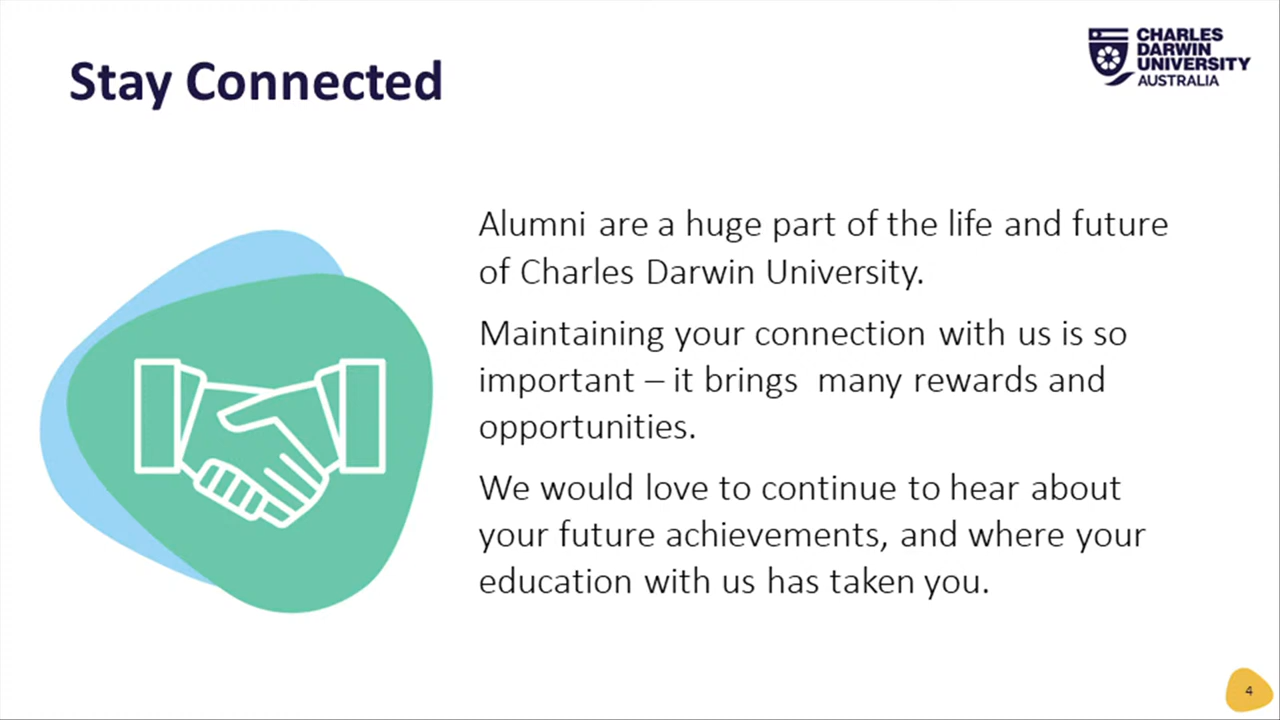 Stay Connected
CHARLES
DARWIN
UNIVERSITY
AUSTRALIA
Alumni are a huge part of the life and future
of Charles Darwin University.
Maintaining your connection with us is so
important – it brings  many rewards and
opportunities.
We would love to continue to hear about
your future achievements, and where your
education with us has taken you.
4